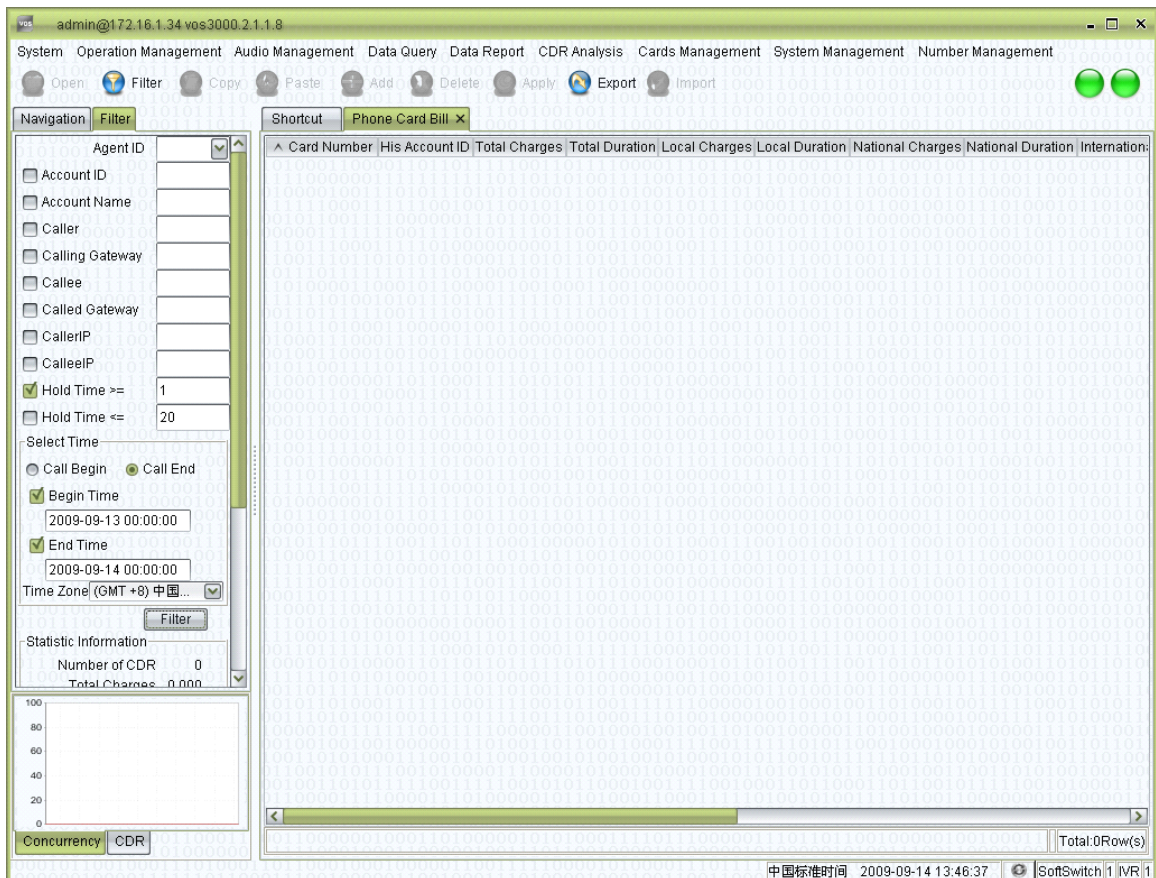 vos admin@172.16.1.34 vos3000.2.1.1.8
System Operation Management Audio Management Data Query Data Report CDR Analysis Cards Management System Management Number Management
Open Filter Copy Paste Add Delete Apply Export Import
Navigation Filter
Shortcut Phone Card Bill
Card Number His Account ID Total Charges Total Duration Local Charges Local Duration National Charges National Duration Internation
Agent ID
Account ID
Account Name
Caller
Calling Gateway
Callee
Called Gateway
CallerIP
CalleeIP
Hold Time >= 1
Hold Time <= 20
Select Time
Call Begin Call End
Begin Time
2009-09-13 00:00:00
End Time
2009-09-14 00:00:00
Time Zone (GMT +8) 中国...
Filter
Statistic Information
Number of CDR 0
Total Charges 0.000
100
80
60
40
20
0
Concurrency CDR
Total:0Row(s)
中国标准时间 2009-09-14 13:46:37 SoftSwitch 1 IVR 1